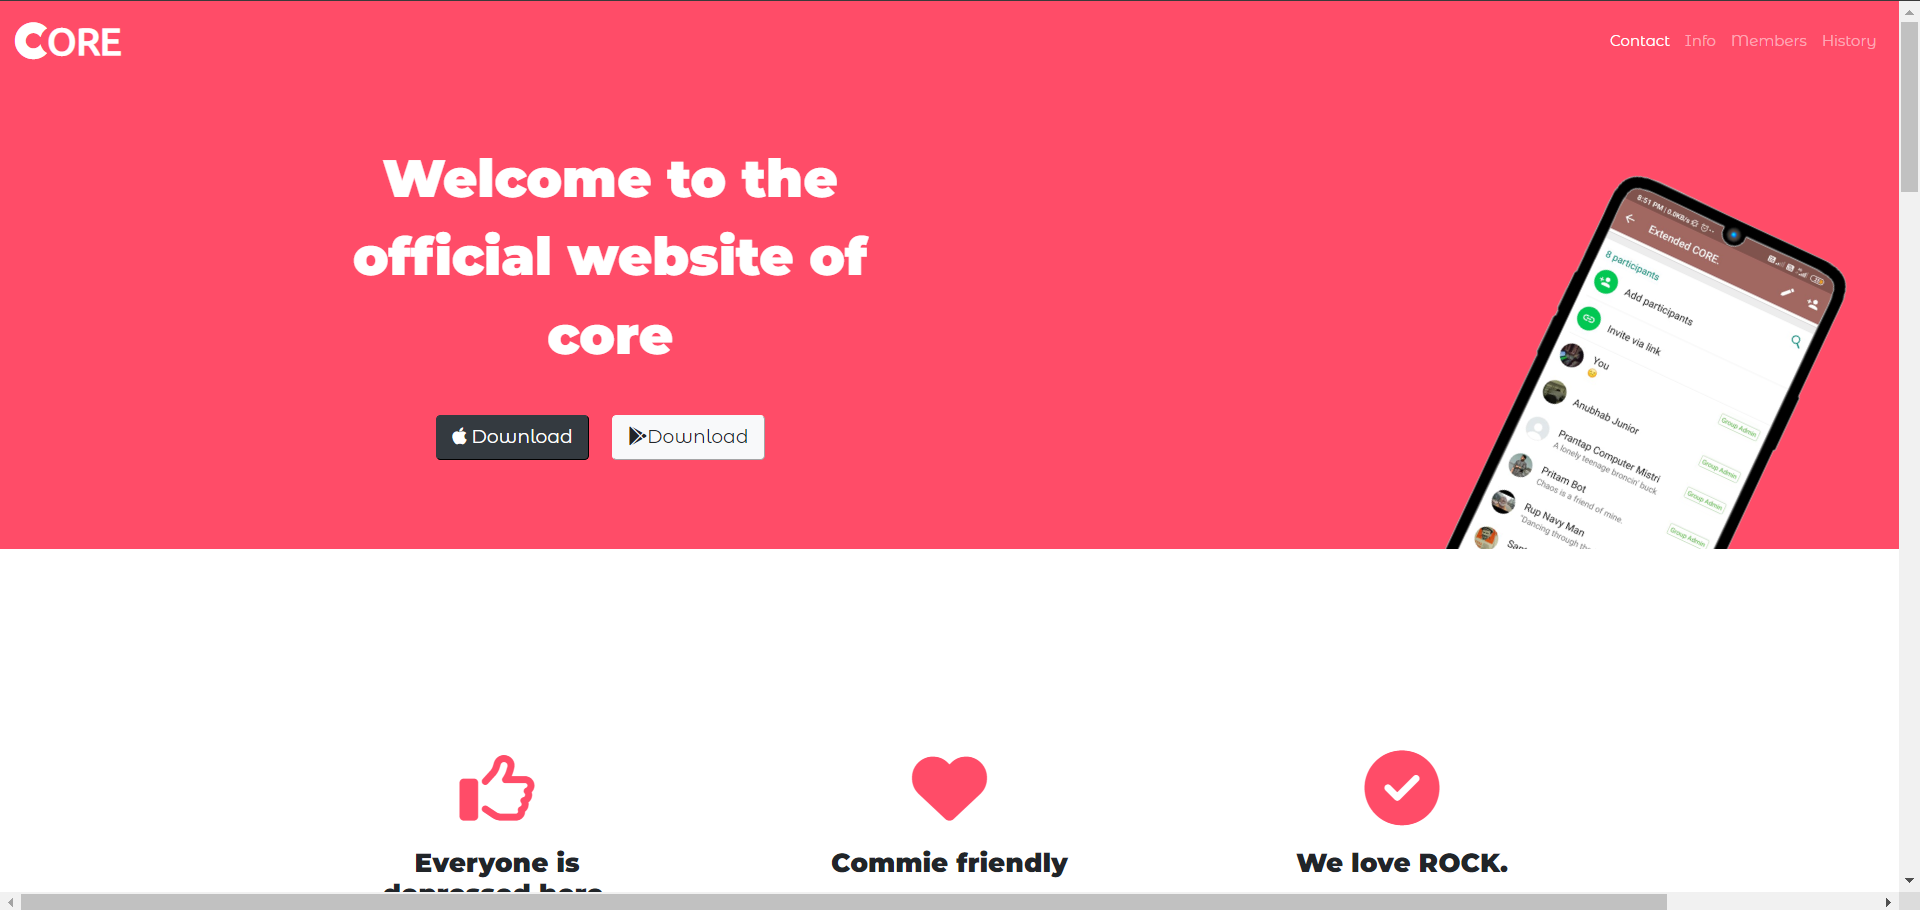 CORE
Contact Info Members History
Welcome to the
official website of
core
Download Download
8:51 PM | 0.0KB/s
Extended CORE.
8 participants
Add participants
Invite via link
You
Anubhab Junior
Group Admin
Prantap Computer Mistri
A lonely teenage broncin' buck
Group Admin
Pritam Bot
Chaos is a friend of mine.
Group Admin
Rup Navy Man
"Dancing through th
Group Admin
Everyone is
depressed here
Commie friendly
We love ROCK.